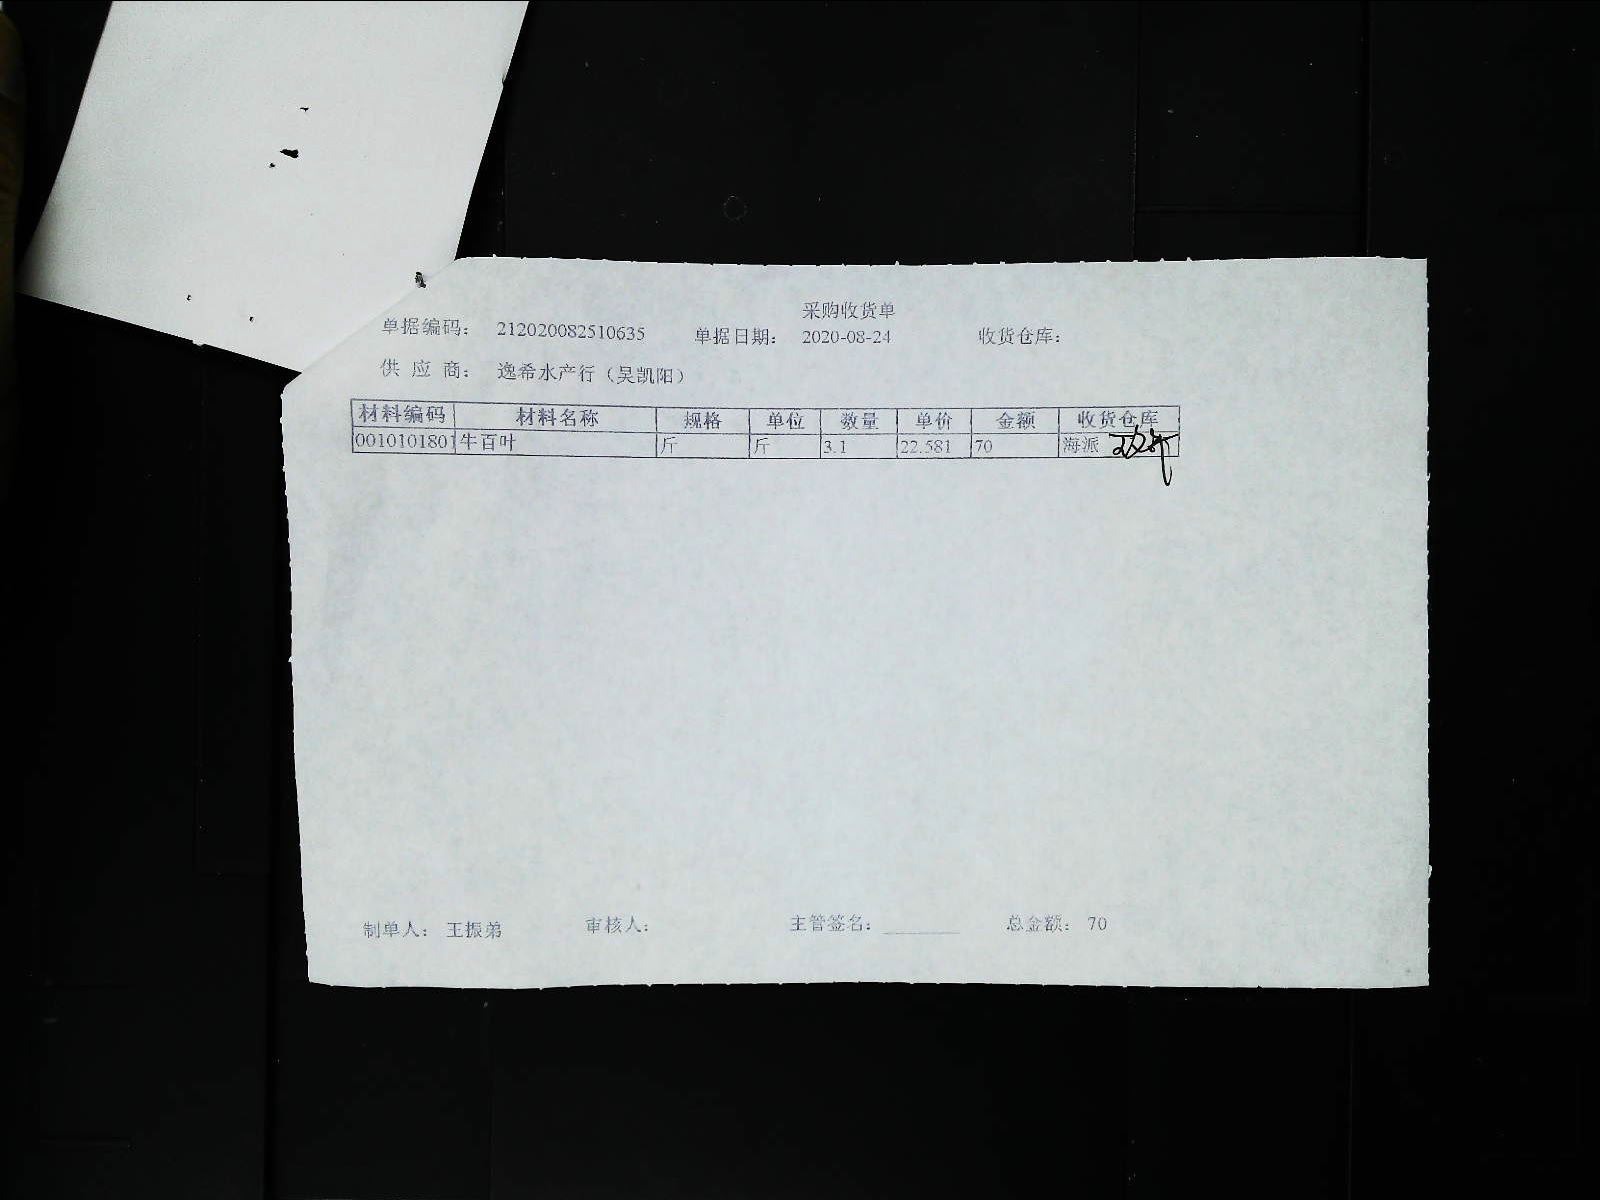 采购收货单
单据编码： 212020082510635 单据日期： 2020-08-24 收货仓库：
供 应 商： 逸希水产行（吴凯阳）
材料编码 材料名称 规格 单位 数量 单价 金额 收货仓库
0010101801 牛百叶 斤 斤 3.1 22.581 70 海派
制单人： 王振弟 审核人： 主管签名： 总金额： 70